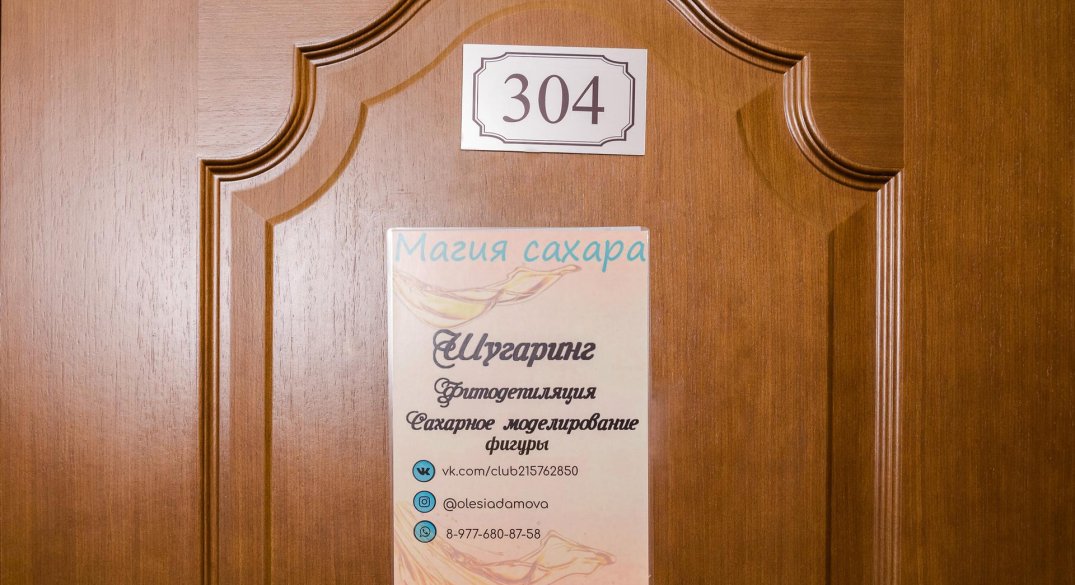 304
Магия сахара
Шугаринг
Фитодепиляция
Сахарное моделирование
фигуры
vk.com/club215762850
@olesiadamova
8-977-680-87-58